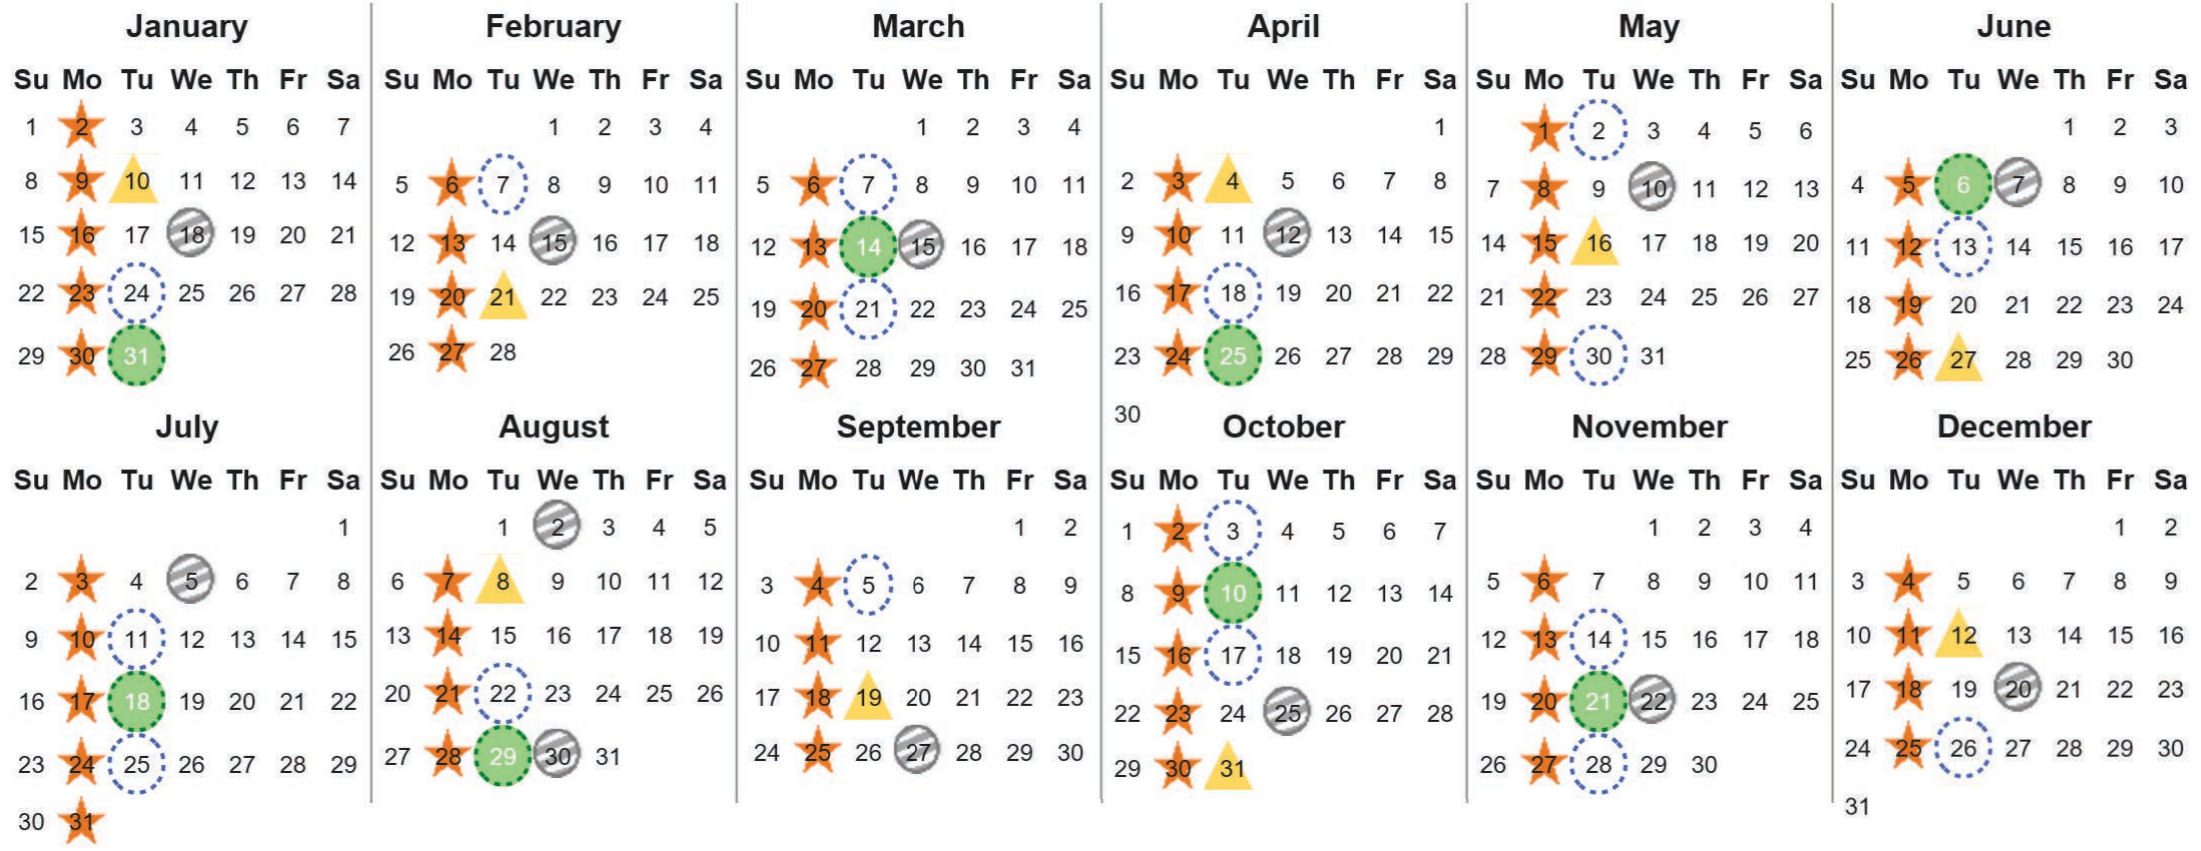 January February March April May June
Su Mo Tu We Th Fr Sa Su Mo Tu We Th Fr Sa Su Mo Tu We Th Fr Sa Su Mo Tu We Th Fr Sa Su Mo Tu We Th Fr Sa Su Mo Tu We Th Fr Sa
1 2 3 4 5 6 7 1 2 3 4 1 2 3 4 1 1 2 3 4 5 6 1 2 3
8 9 10 11 12 13 14 5 6 7 8 9 10 11 5 6 7 8 9 10 11 2 3 4 5 6 7 8 7 8 9 10 11 12 13 4 5 6 7 8 9 10
15 16 17 18 19 20 21 12 13 14 15 16 17 18 12 13 14 15 16 17 18 9 10 11 12 13 14 15 14 15 16 17 18 19 20 11 12 13 14 15 16 17
22 23 24 25 26 27 28 19 20 21 22 23 24 25 19 20 21 22 23 24 25 16 17 18 19 20 21 22 21 22 23 24 25 26 27 18 19 20 21 22 23 24
29 30 31 26 27 28 26 27 28 29 30 31 23 24 25 26 27 28 29 28 29 30 31 25 26 27 28 29 30
30
July August September October November December
Su Mo Tu We Th Fr Sa Su Mo Tu We Th Fr Sa Su Mo Tu We Th Fr Sa Su Mo Tu We Th Fr Sa Su Mo Tu We Th Fr Sa Su Mo Tu We Th Fr Sa
1 1 2 3 4 5 1 2 1 2 3 4 5 6 7 1 2 3 4 1 2
2 3 4 5 6 7 8 6 7 8 9 10 11 12 3 4 5 6 7 8 9 8 9 10 11 12 13 14 5 6 7 8 9 10 11 3 4 5 6 7 8 9
9 10 11 12 13 14 15 13 14 15 16 17 18 19 10 11 12 13 14 15 16 15 16 17 18 19 20 21 12 13 14 15 16 17 18 10 11 12 13 14 15 16
16 17 18 19 20 21 22 20 21 22 23 24 25 26 17 18 19 20 21 22 23 22 23 24 25 26 27 28 19 20 21 22 23 24 25 17 18 19 20 21 22 23
23 24 25 26 27 28 29 27 28 29 30 31 24 25 26 27 28 29 30 29 30 31 26 27 28 29 30 24 25 26 27 28 29 30
30 31 31